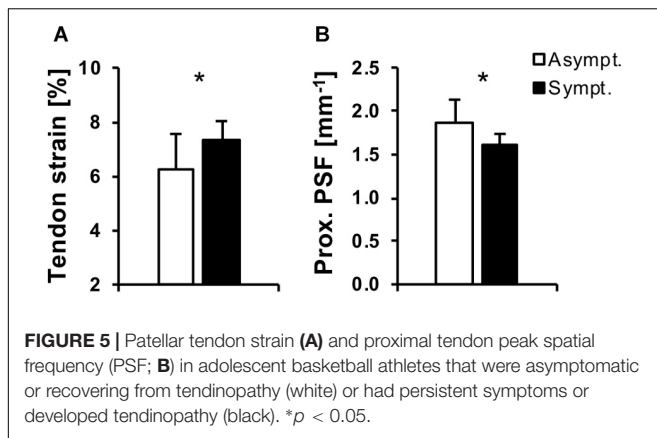 A
B
Tendon strain [%]
10
8
6
4
2
*
Prox. PSF [mm-1]
2.5
2.0
1.5
1.0
0.5
0.0
*
Asympt.
Sympt.
FIGURE 5 | Patellar tendon strain (A) and proximal tendon peak spatial
frequency (PSF; B) in adolescent basketball athletes that were asymptomatic
or recovering from tendinopathy (white) or had persistent symptoms or
developed tendinopathy (black). *p < 0.05.